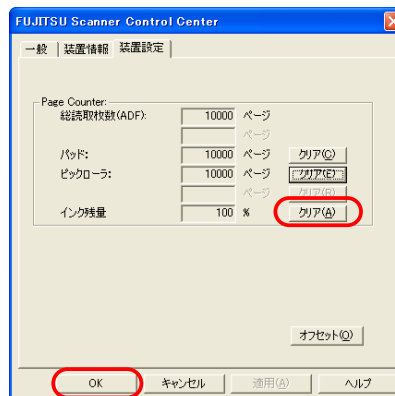 FUJITSU Scanner Control Center
一般 装置情報 装置設定
Page Counter:
総読取枚数(ADF): 10000 ページ
ページ
パッド: 10000 ページ クリア(C)
ピックローラ: 10000 ページ クリア(E)
ページ クリア(R)
インク残量 100 % クリア(A)
オフセット(O)
OK キャンセル 適用(A) ヘルプ